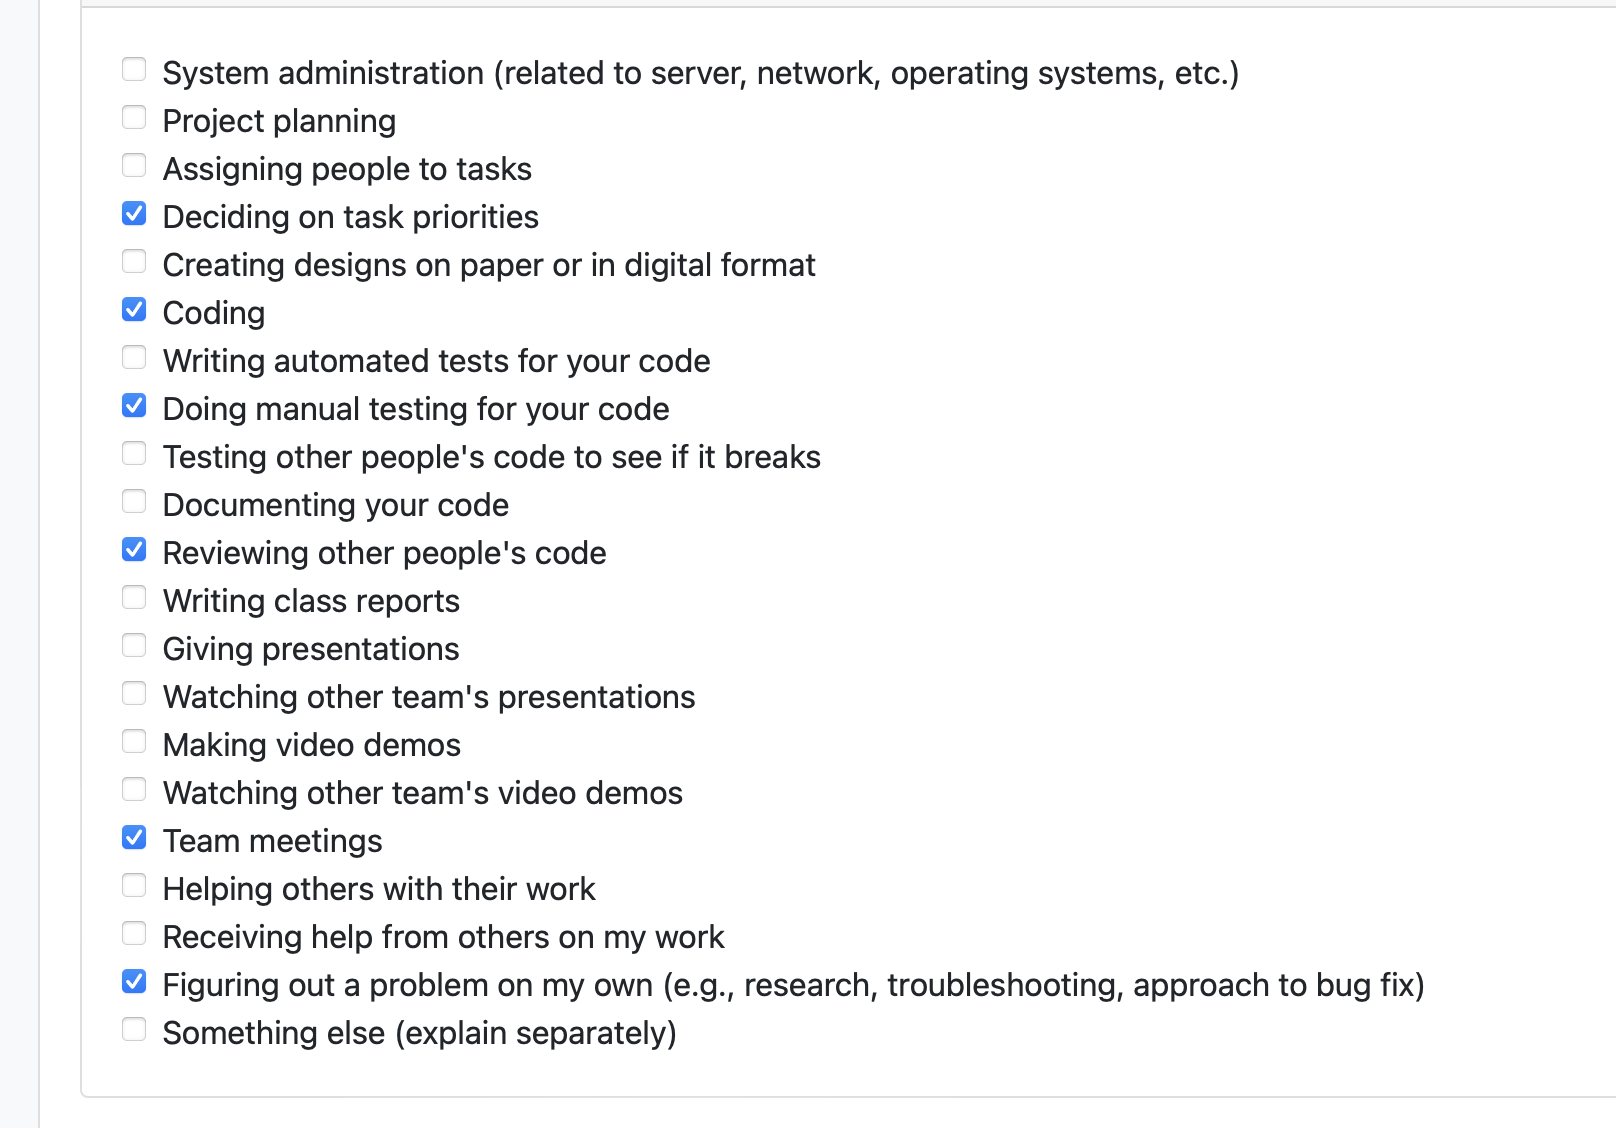 System administration (related to server, network, operating systems, etc.)
Project planning
Assigning people to tasks
Deciding on task priorities
Creating designs on paper or in digital format
Coding
Writing automated tests for your code
Doing manual testing for your code
Testing other people's code to see if it breaks
Documenting your code
Reviewing other people's code
Writing class reports
Giving presentations
Watching other team's presentations
Making video demos
Watching other team's video demos
Team meetings
Helping others with their work
Receiving help from others on my work
Figuring out a problem on my own (e.g., research, troubleshooting, approach to bug fix)
Something else (explain separately)